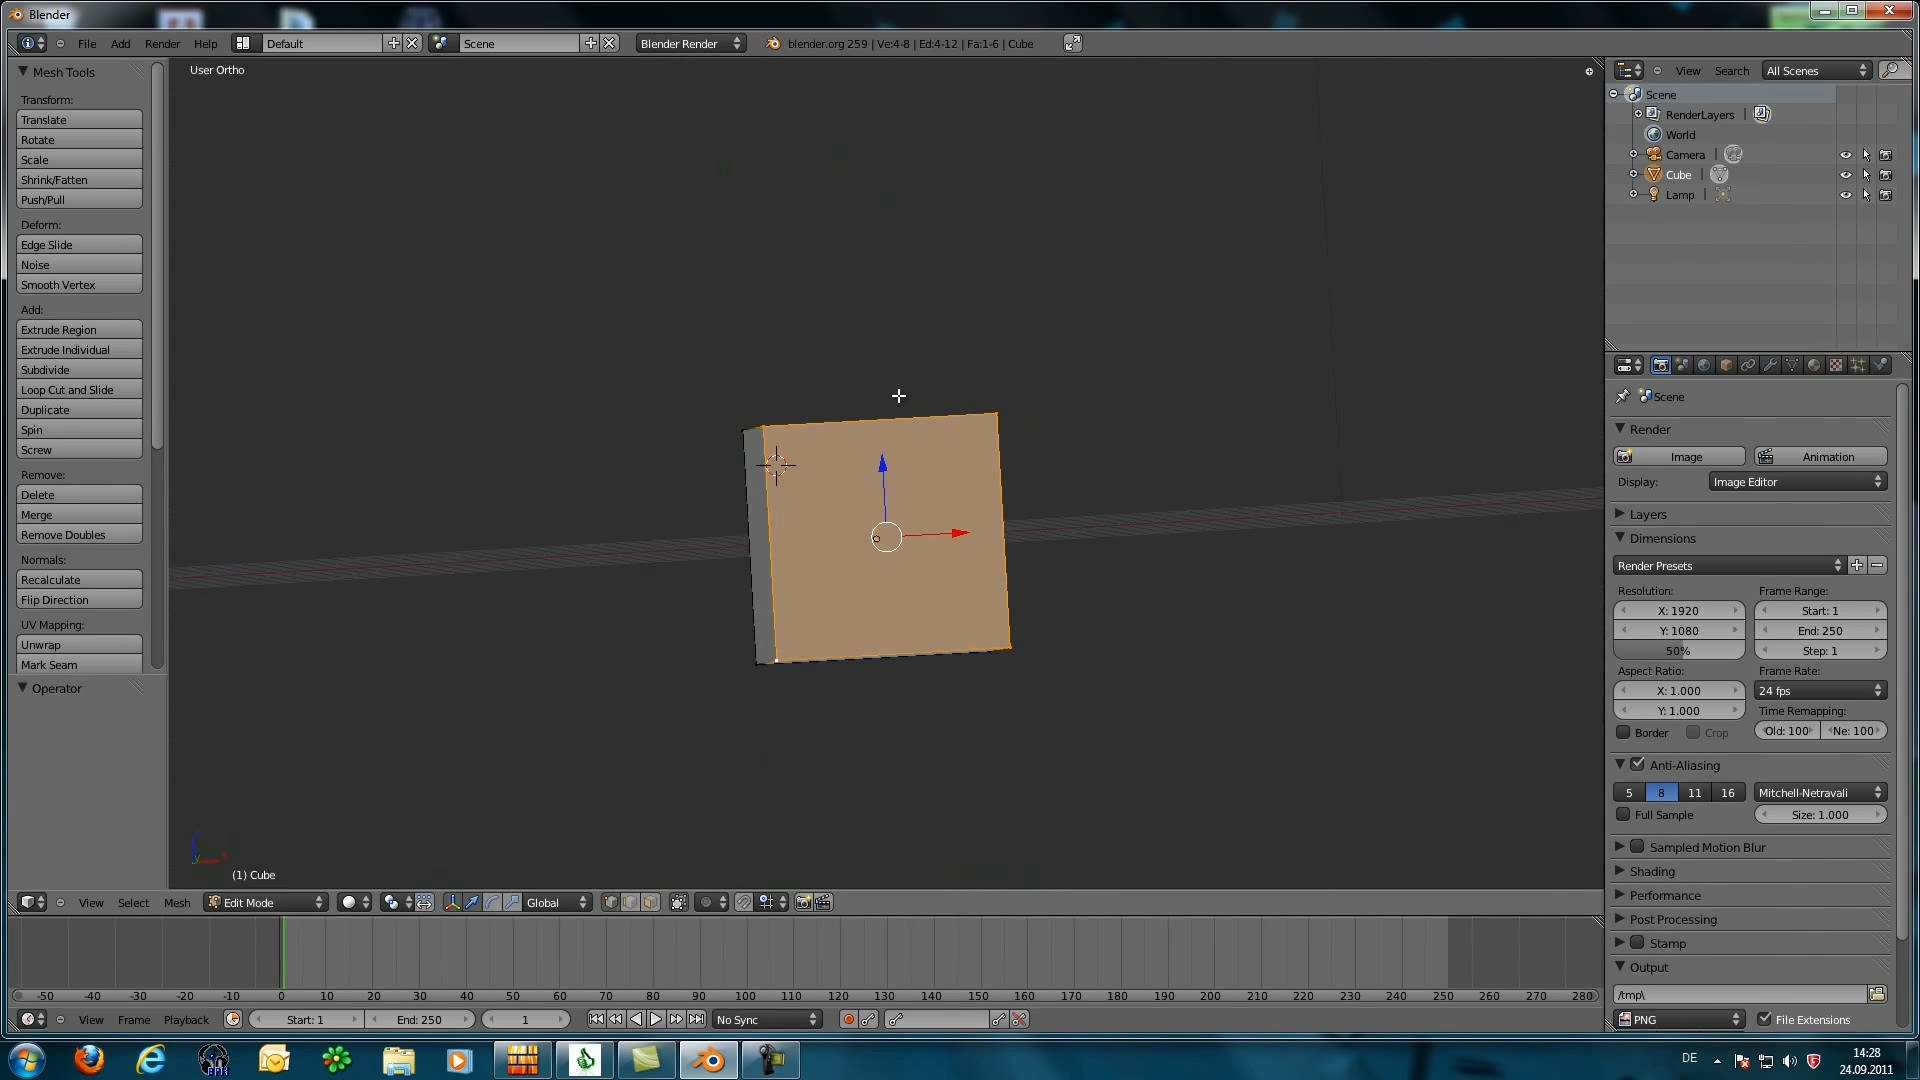 Blender
File Add Render Help Default Scene Blender Render blender.org 259 | Ve:4-8 | Ed:4-12 | Fa:1-6 | Cube
Mesh Tools
Transform:
Translate
Rotate
Scale
Shrink/Fatten
Push/Pull
Deform:
Edge Slide
Noise
Smooth Vertex
Add:
Extrude Region
Extrude Individual
Subdivide
Loop Cut and Slide
Duplicate
Spin
Screw
Remove:
Delete
Merge
Remove Doubles
Normals:
Recalculate
Flip Direction
UV Mapping:
Unwrap
Mark Seam
Operator
User Ortho
(1) Cube
View Select Mesh Edit Mode Global
-50 -40 -30 -20 -10 0 10 20 30 40 50 60 70 80 90 100 110 120 130 140 150 160 170 180 190 200 210 220 230 240 250 260 270 280
View Frame Playback Start: 1 End: 250 1 No Sync
View Search All Scenes
Scene
RenderLayers |
World
Camera |
Cube |
Lamp |
Scene
Render
Image Animation
Display: Image Editor
Layers
Dimensions
Render Presets
Resolution: Frame Range:
X: 1920 Start: 1
Y: 1080 End: 250
50% Step: 1
Aspect Ratio: Frame Rate:
X: 1.000 24 fps
Y: 1.000 Time Remapping:
Border Crop Old: 100 Ne: 100
Anti-Aliasing
5 8 11 16 Mitchell-Netravali
Full Sample Size: 1.000
Sampled Motion Blur
Shading
Performance
Post Processing
Stamp
Output
/tmp\
PNG File Extensions
DE 14:28
24.09.2011